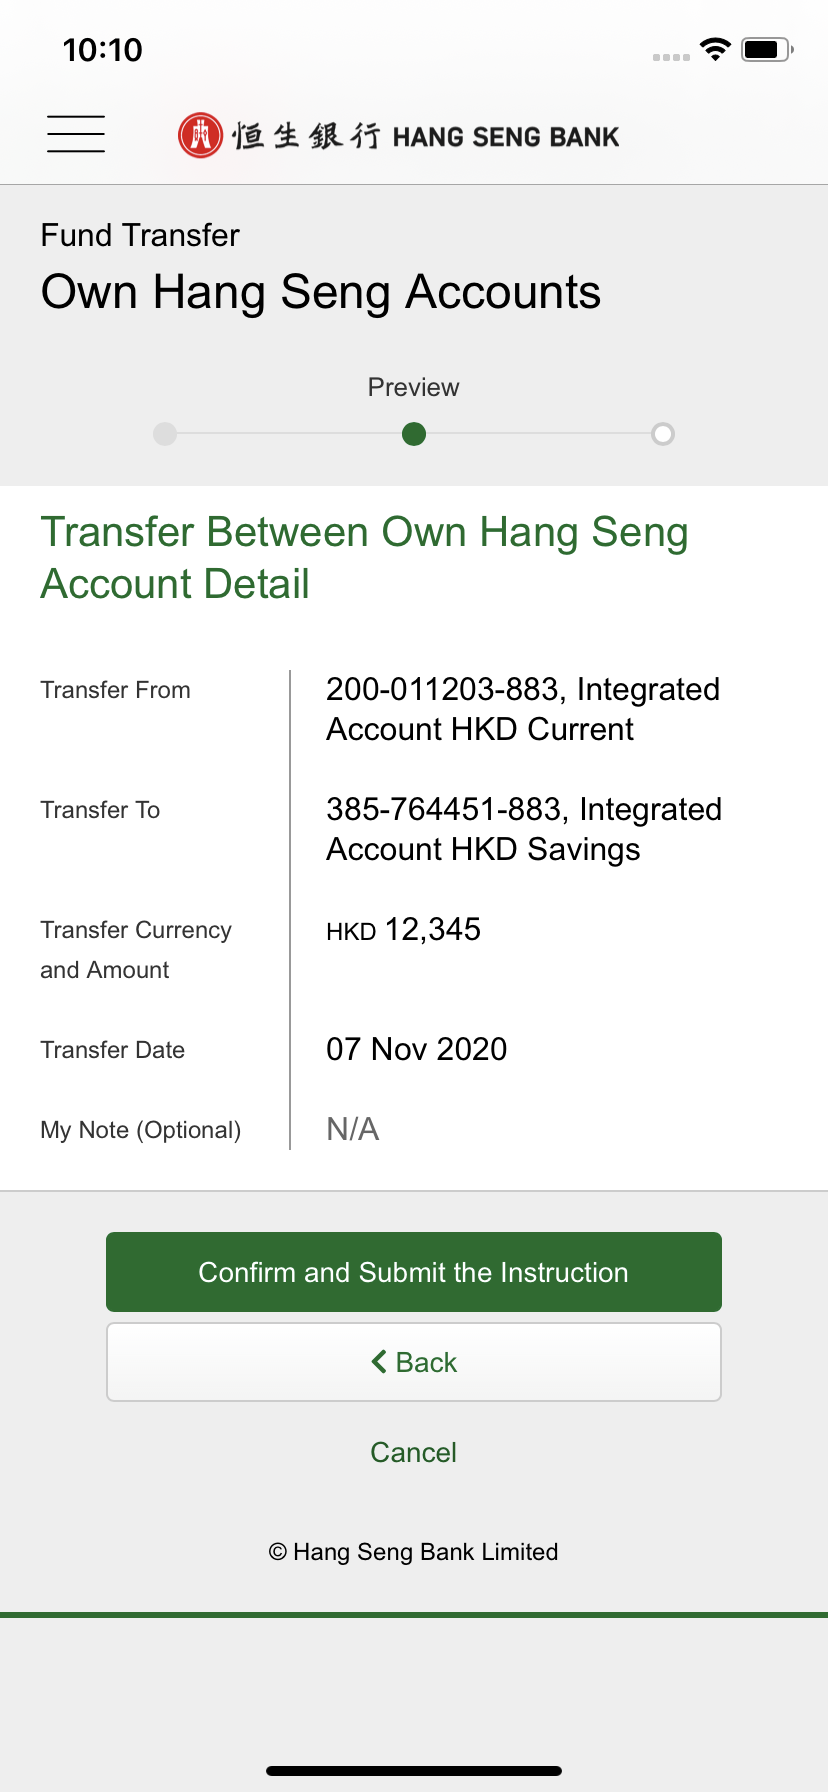 10:10
恒生銀行 HANG SENG BANK
Fund Transfer
Own Hang Seng Accounts
Preview
Transfer Between Own Hang Seng
Account Detail
Transfer From
200-011203-883, Integrated
Account HKD Current
Transfer To
385-764451-883, Integrated
Account HKD Savings
Transfer Currency
and Amount
HKD 12,345
Transfer Date
07 Nov 2020
My Note (Optional)
N/A
Confirm and Submit the Instruction
Back
Cancel
© Hang Seng Bank Limited